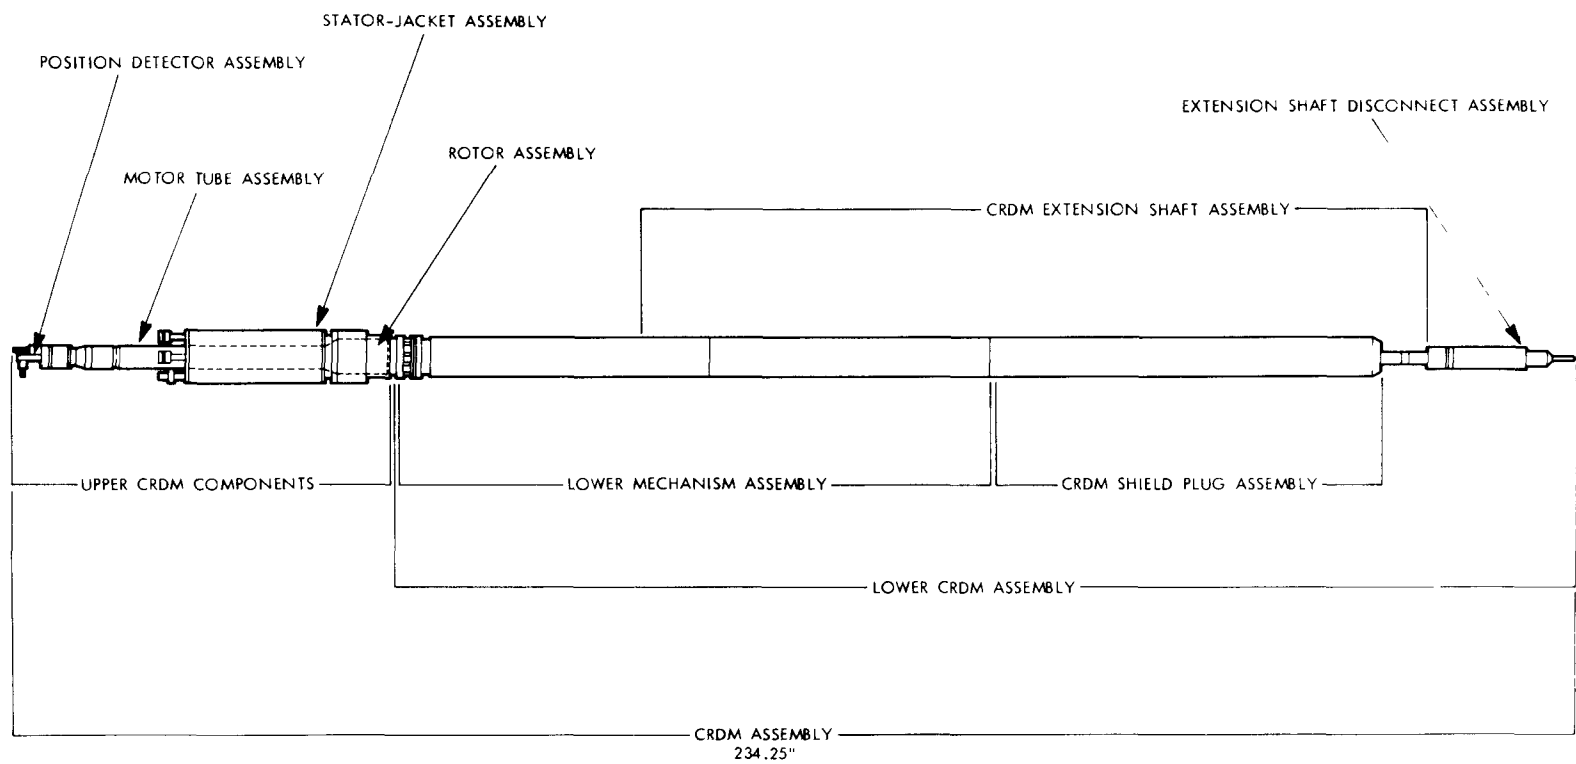 STATOR-JACKET ASSEMBLY
POSITION DETECTOR ASSEMBLY
EXTENSION SHAFT DISCONNECT ASSEMBLY
ROTOR ASSEMBLY
MOTOR TUBE ASSEMBLY
CRDM EXTENSION SHAFT ASSEMBLY
UPPER CRDM COMPONENTS
LOWER MECHANISM ASSEMBLY
CRDM SHIELD PLUG ASSEMBLY
LOWER CRDM ASSEMBLY
CRDM ASSEMBLY
234.25"